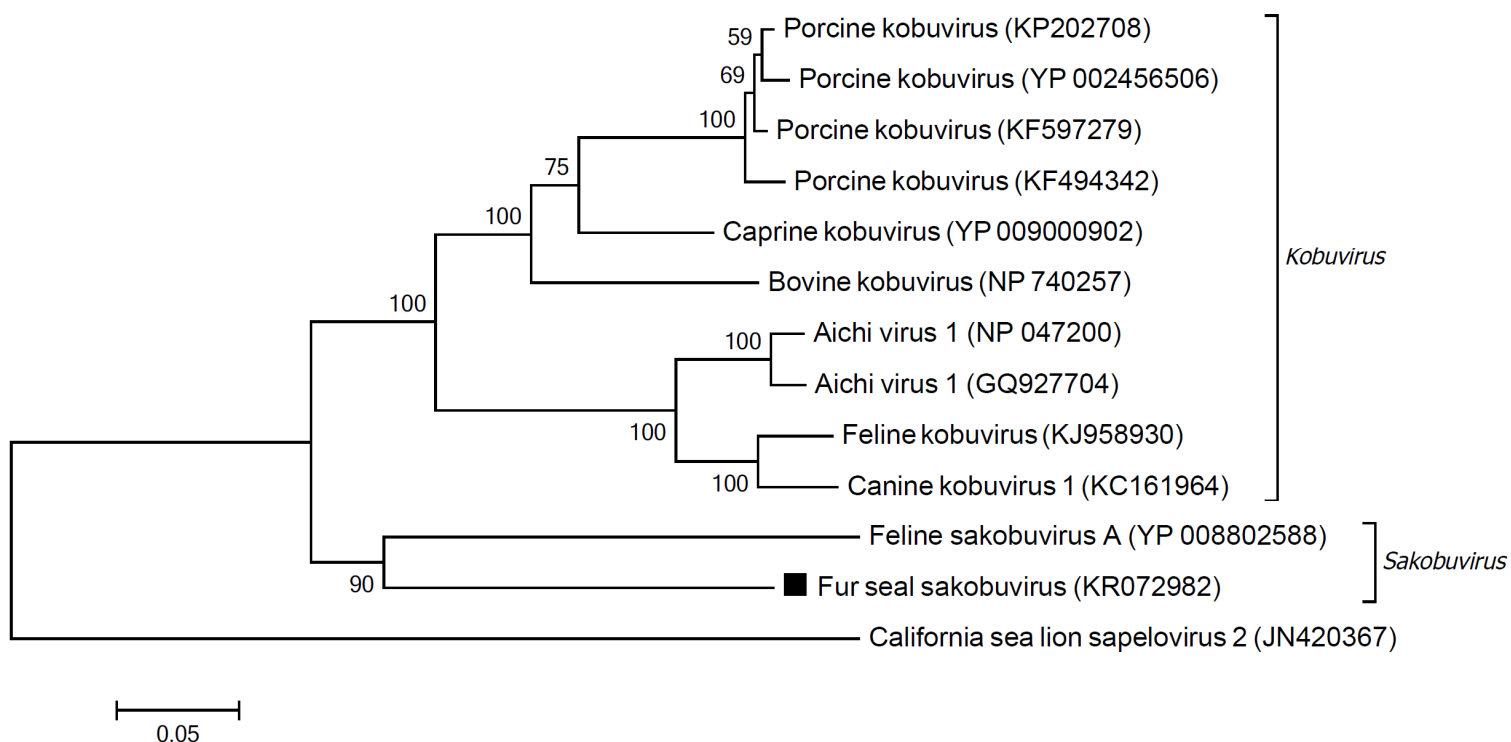 59
Porcine kobuvirus (KP202708)
69
Porcine kobuvirus (YP 002456506)
100
Porcine kobuvirus (KF597279)
75
Porcine kobuvirus (KF494342)
100
Caprine kobuvirus (YP 009000902)
Kobuvirus
100
Bovine kobuvirus (NP 740257)
100
Aichi virus 1 (NP 047200)
Aichi virus 1 (GQ927704)
100
Feline kobuvirus (KJ958930)
100
Canine kobuvirus 1 (KC161964)
Feline sakobuvirus A (YP 008802588)
Sakobuvirus
90
Fur seal sakobuvirus (KR072982)
California sea lion sapelovirus 2 (JN420367)
0.05